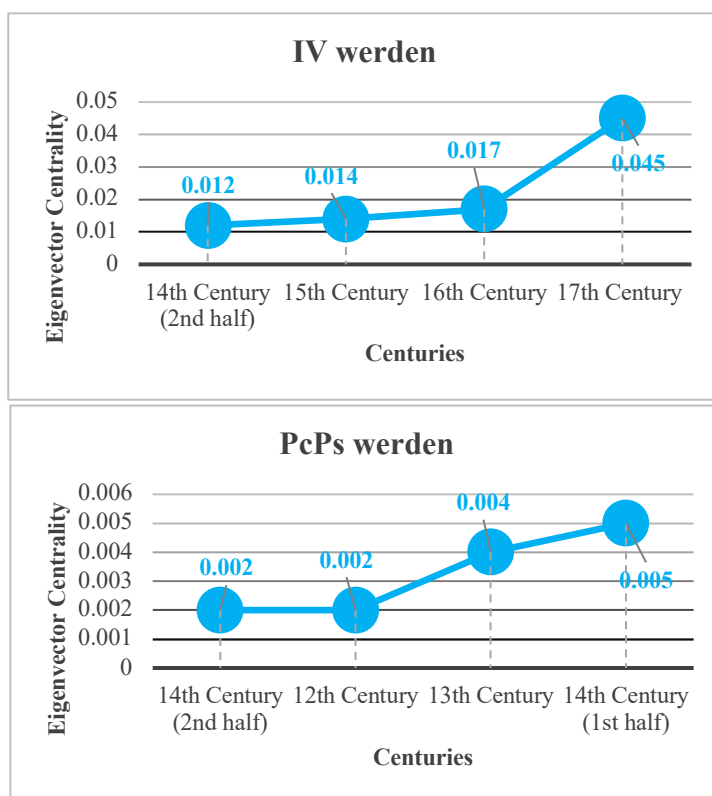 IV werden
Eigenvector Centrality
0.05
0.04
0.03
0.02
0.01
0
0.012
0.014
0.017
0.045
14th Century 15th Century 16th Century 17th Century
(2nd half)
Centuries
PcPs werden
Eigenvector Centrality
0.006
0.005
0.004
0.003
0.002
0.001
0
0.002
0.002
0.004
0.005
14th Century 12th Century 13th Century 14th Century
(2nd half) (1st half)
Centuries